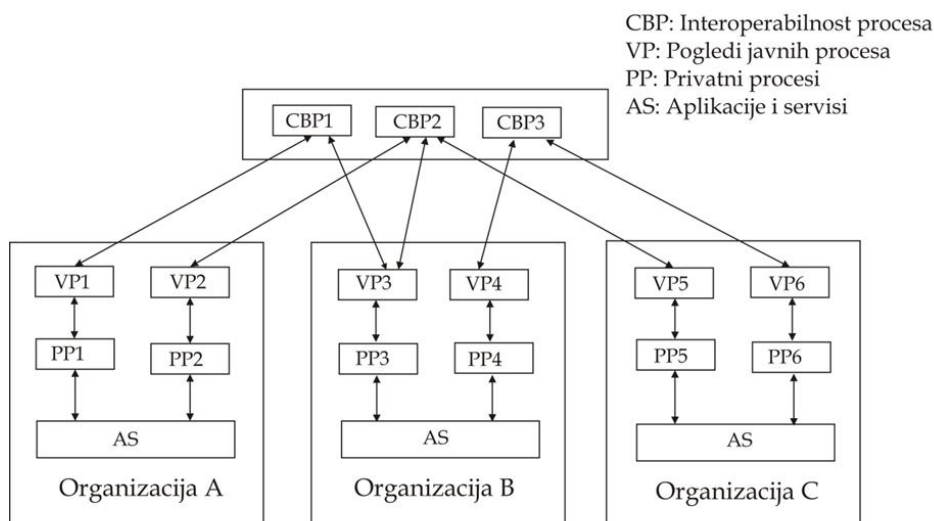 CBP: Interoperabilnost procesa
VP: Pogledi javnih procesa
PP: Privatni procesi
AS: Aplikacije i servisi
CBP1
CBP2
CBP3
VP1
VP2
VP3
VP4
VP5
VP6
PP1
PP2
PP3
PP4
PP5
PP6
AS
AS
AS
Organizacija A
Organizacija B
Organizacija C